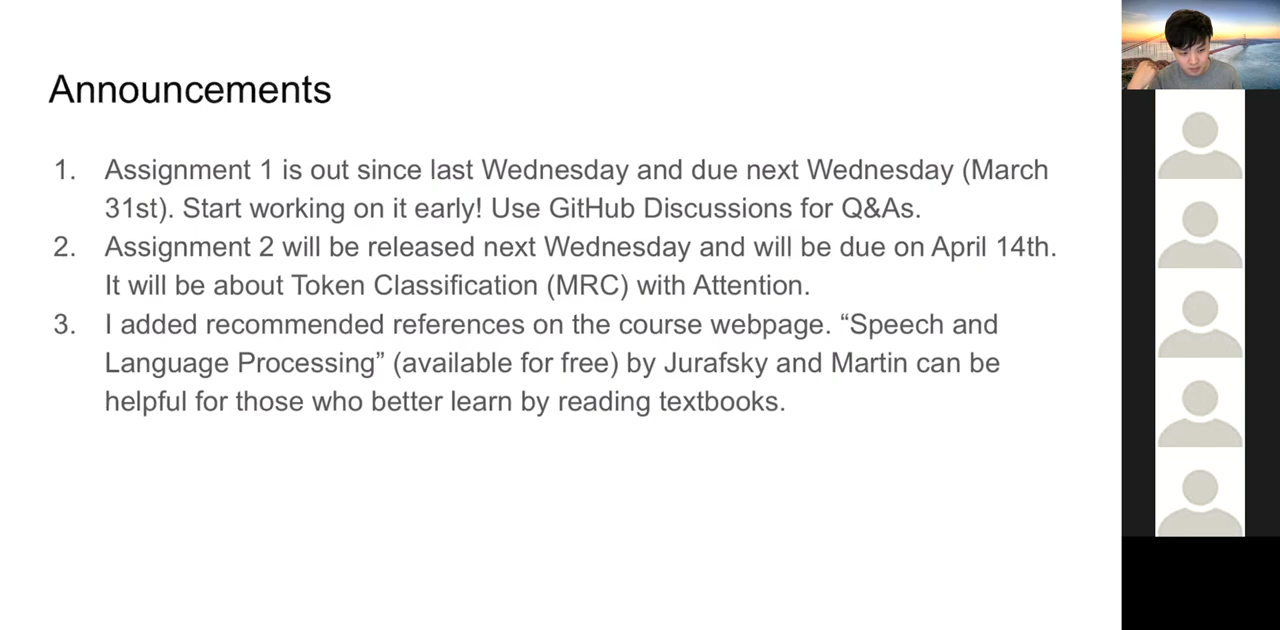 Announcements
1. Assignment 1 is out since last Wednesday and due next Wednesday (March
31st). Start working on it early! Use GitHub Discussions for Q&As.
2. Assignment 2 will be released next Wednesday and will be due on April 14th.
It will be about Token Classification (MRC) with Attention.
3. I added recommended references on the course webpage. “Speech and
Language Processing” (available for free) by Jurafsky and Martin can be
helpful for those who better learn by reading textbooks.